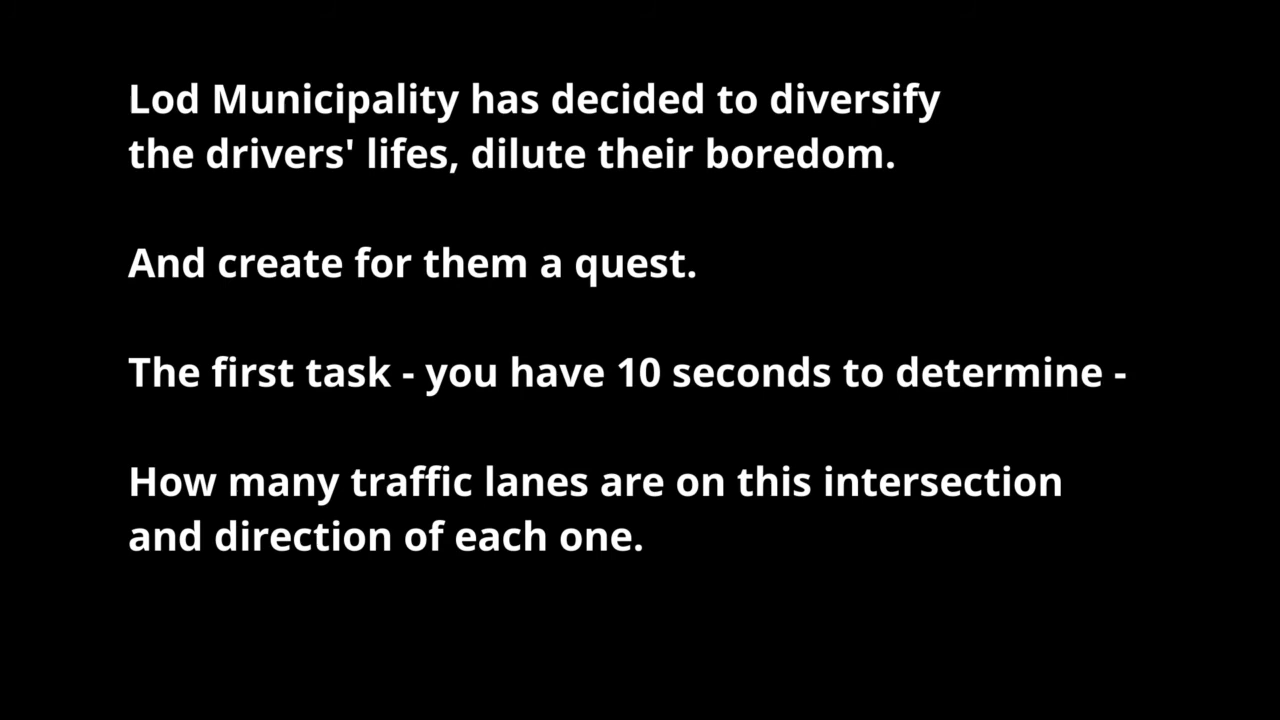 Lod Municipality has decided to diversify
the drivers' lifes, dilute their boredom.
And create for them a quest.
The first task - you have 10 seconds to determine -
How many traffic lanes are on this intersection
and direction of each one.